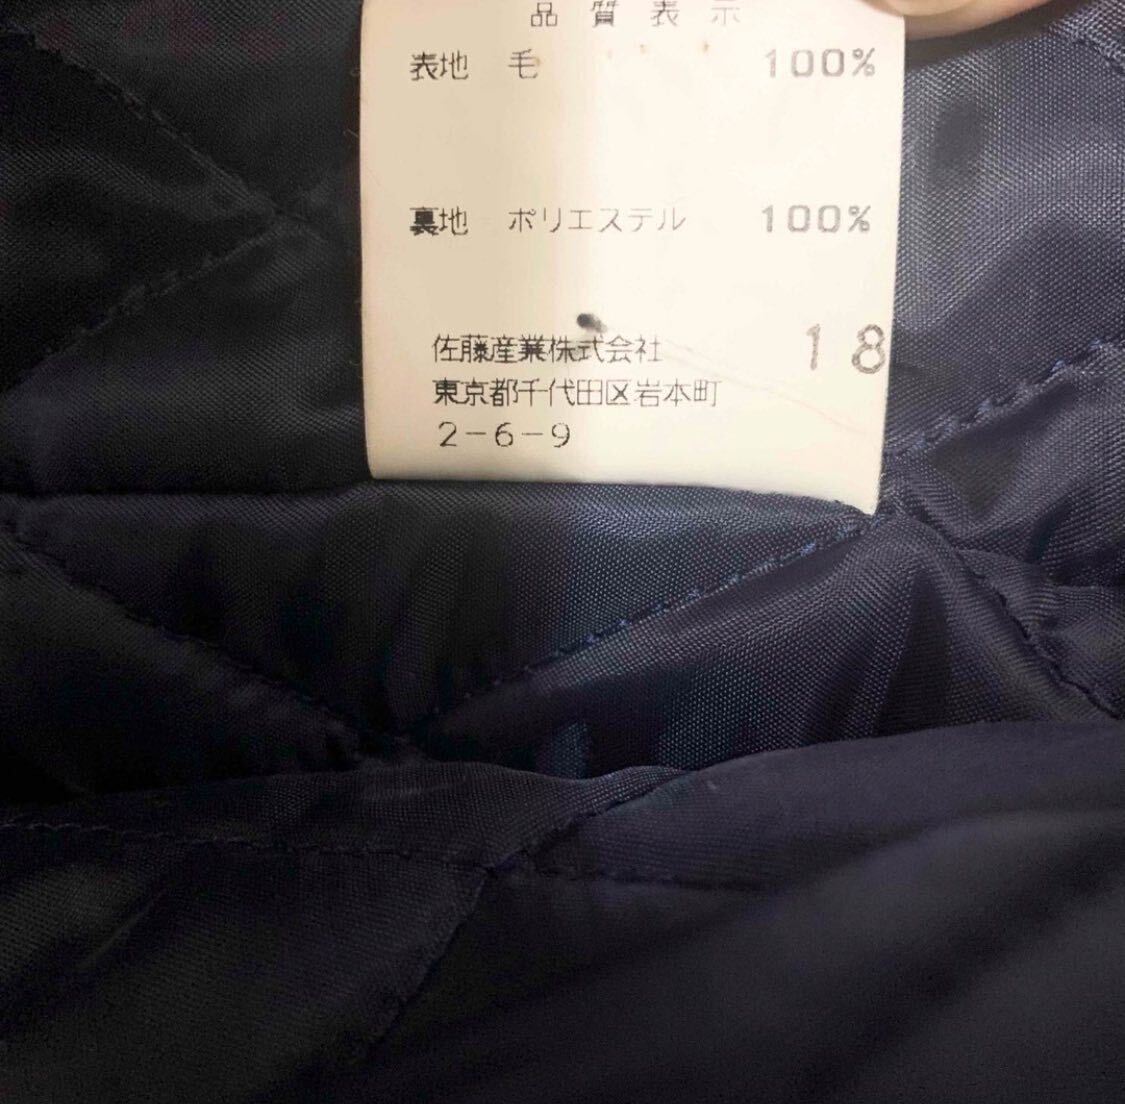 品質表示
表地 毛 100%
裏地 ポリエステル 100%
佐藤産業株式会社 18
東京都千代田区岩本町
2-6-9